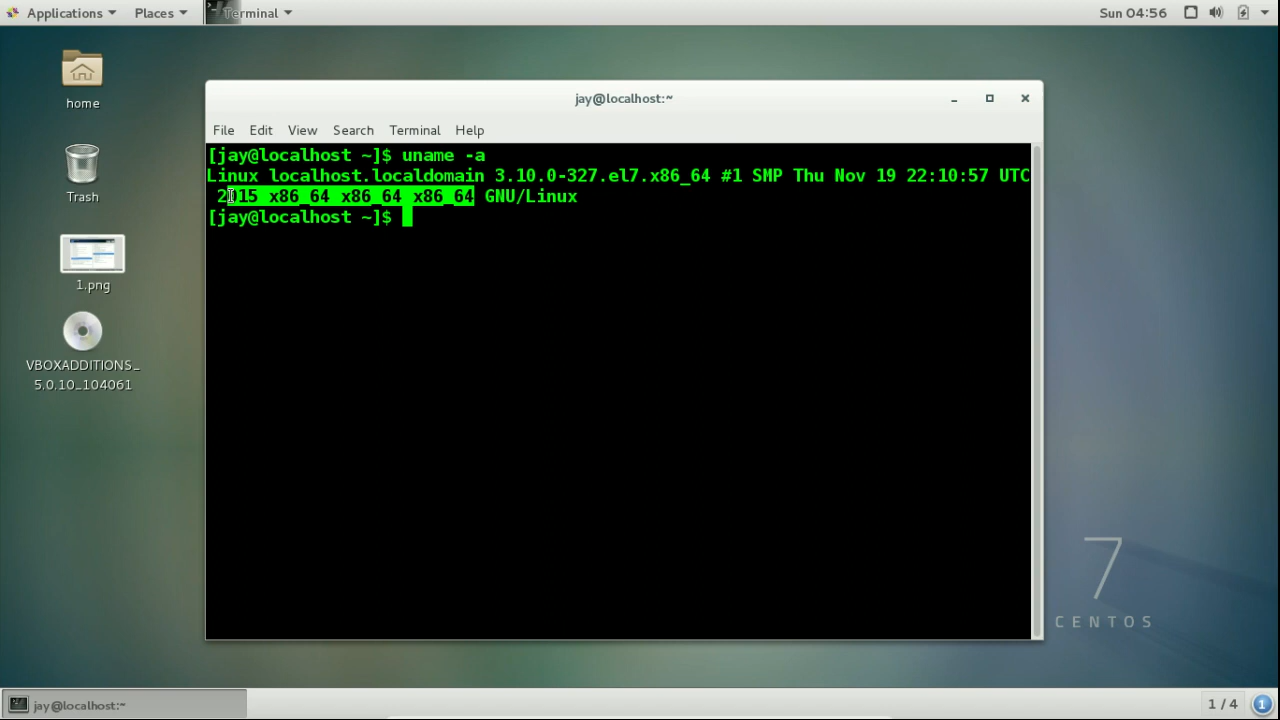 Applications Places Terminal Sun 04:56
home
Trash
1.png
VBOXADDITIONS_
5.0.10_104061
jay@localhost:~
File Edit View Search Terminal Help
[jay@localhost ~]$ uname -a
Linux localhost.localdomain 3.10.0-327.el7.x86_64 #1 SMP Thu Nov 19 22:10:57 UTC
2015 x86_64 x86_64 x86_64 GNU/Linux
[jay@localhost ~]$
7
CENTOS
jay@localhost:~ 1 / 4 1